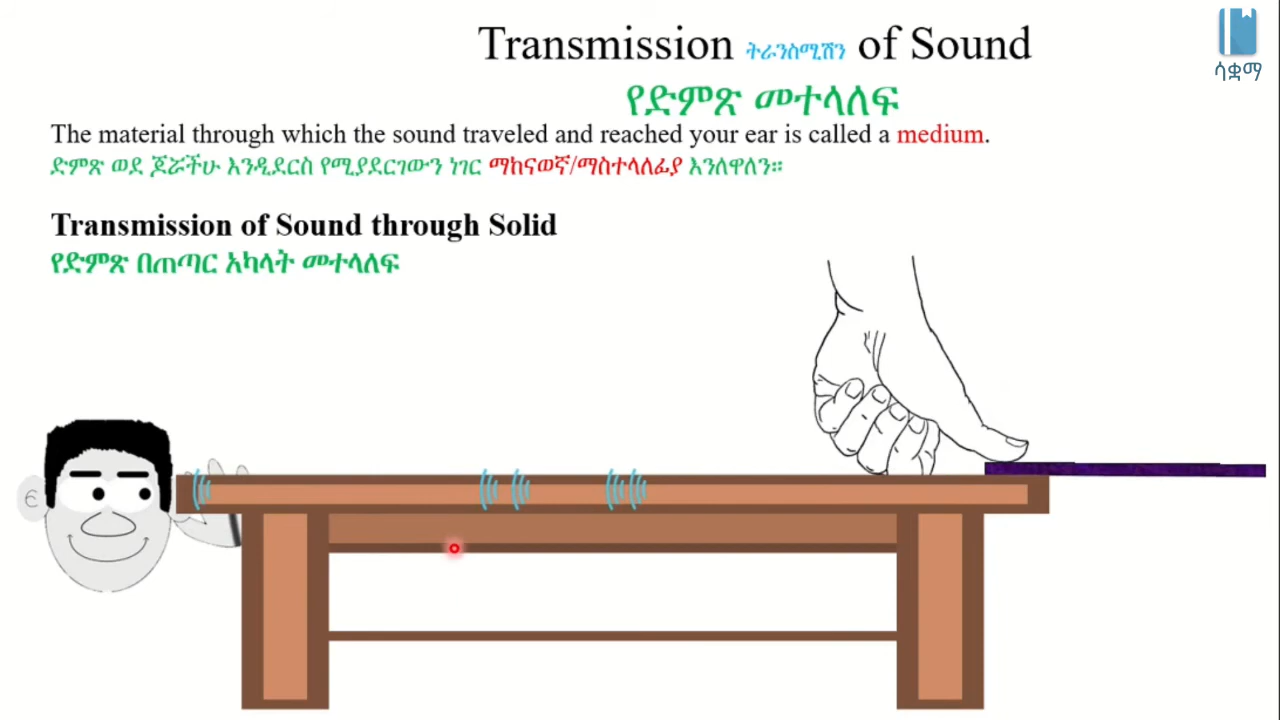 Transmission ትራንስሚሽን of Sound
የድምጽ መተላለፍ
ሳቋማ
The material through which the sound traveled and reached your ear is called a medium.
ድምጽ ወደ ጆሯችሁ እንዲደርስ የሚያደርገውን ነገር ማከናወኛ/ማስተላለፊያ እንለዋለን።
Transmission of Sound through Solid
የድምጽ በጠጣር አካላት መተላለፍ